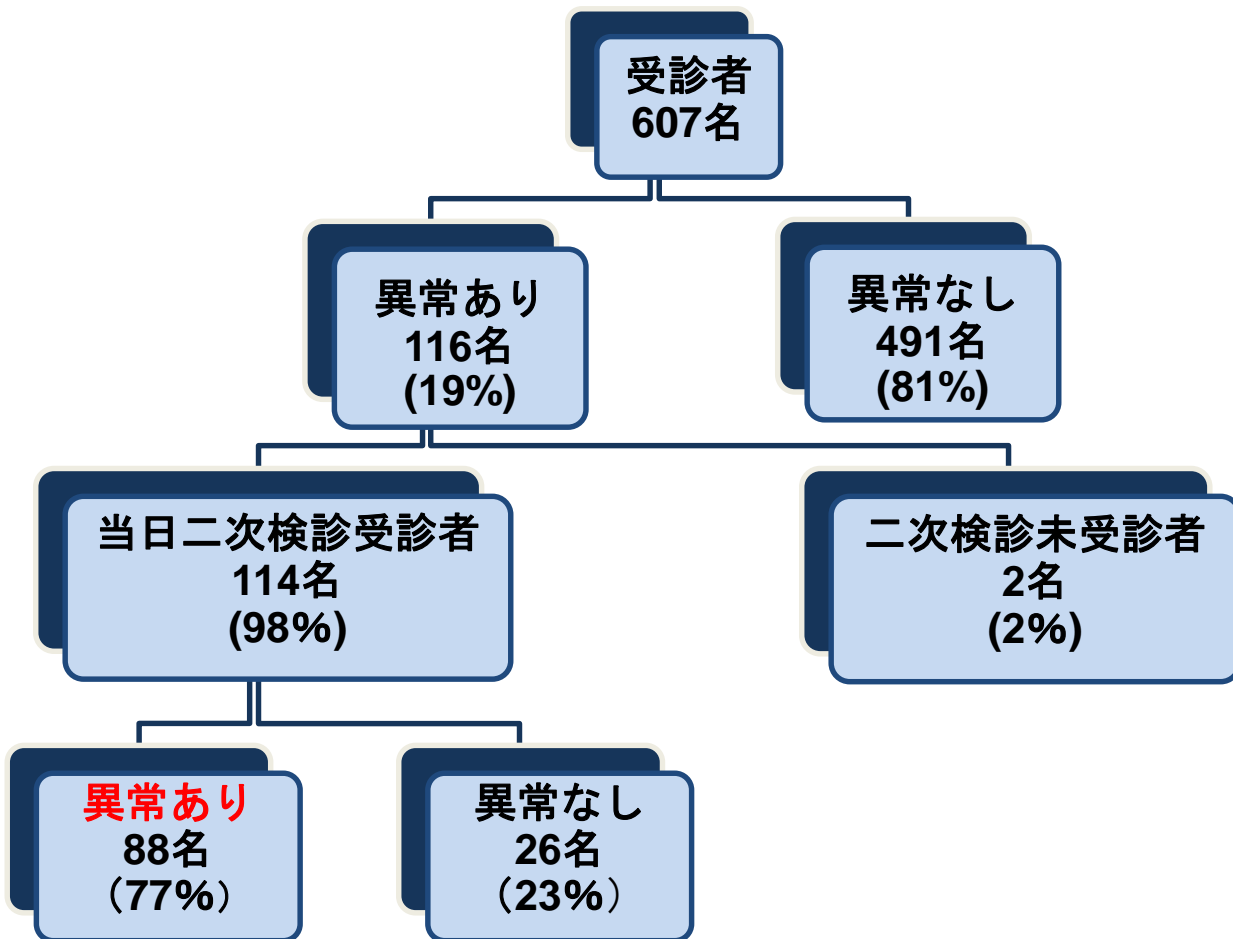 受診者
607名
異常あり
116名
(19%)
異常なし
491名
(81%)
当日二次検診受診者
114名
(98%)
二次検診未受診者
2名
(2%)
異常あり
88名
（77%）
異常なし
26名
（23%）